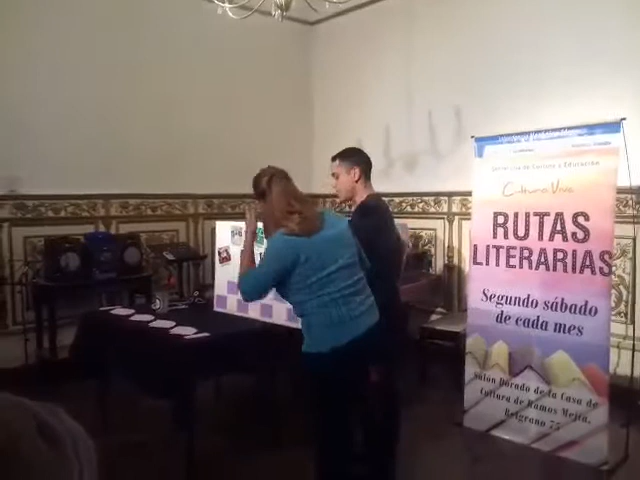 Cultura Viva
RUTAS
LITERARIAS
Segundo sábado
de cada mes
salón Dorado de la Casa de
Cultura de Ramos Mejía
Belgrano 75